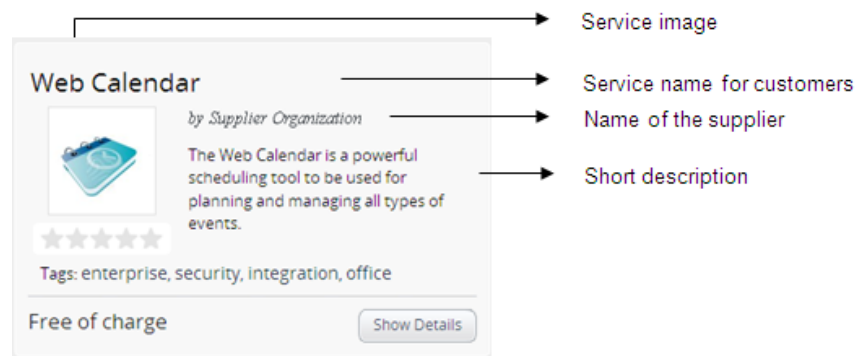 Service image
Web Calendar
Service name for customers
by Supplier Organization
Name of the supplier
The Web Calendar is a powerful
scheduling tool to be used for
planning and managing all types of
events.
Short description
Tags: enterprise, security, integration, office
Free of charge
Show Details